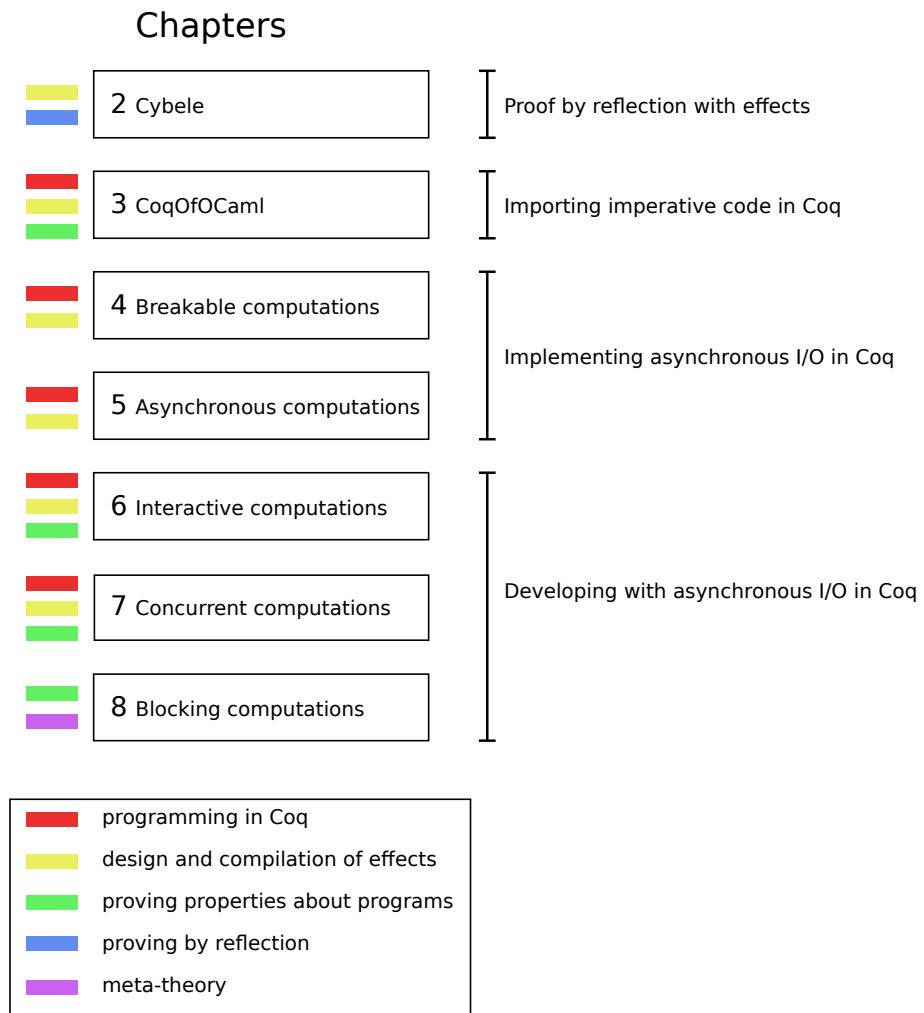 Chapters
2 Cybele
Proof by reflection with effects
3 CoqOfOCaml
Importing imperative code in Coq
4 Breakable computations
Implementing asynchronous I/O in Coq
5 Asynchronous computations
6 Interactive computations
Developing with asynchronous I/O in Coq
7 Concurrent computations
8 Blocking computations
programming in Coq
design and compilation of effects
proving properties about programs
proving by reflection
meta-theory